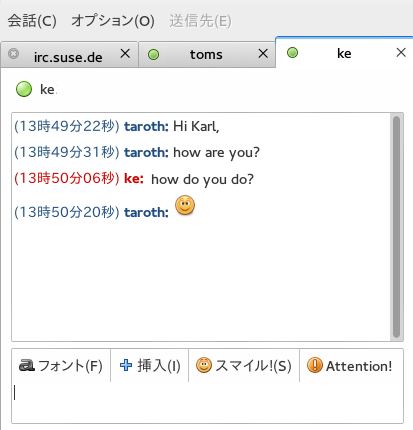 会話(C) オプション(O) 送信先(E)
irc.suse.de toms ke
ke
(13時49分22秒) taroth: Hi Karl,
(13時49分31秒) taroth: how are you?
(13時50分06秒) ke: how do you do?
(13時50分20秒) taroth:
フォント(F) 挿入(I) スマイル!(S) Attention!